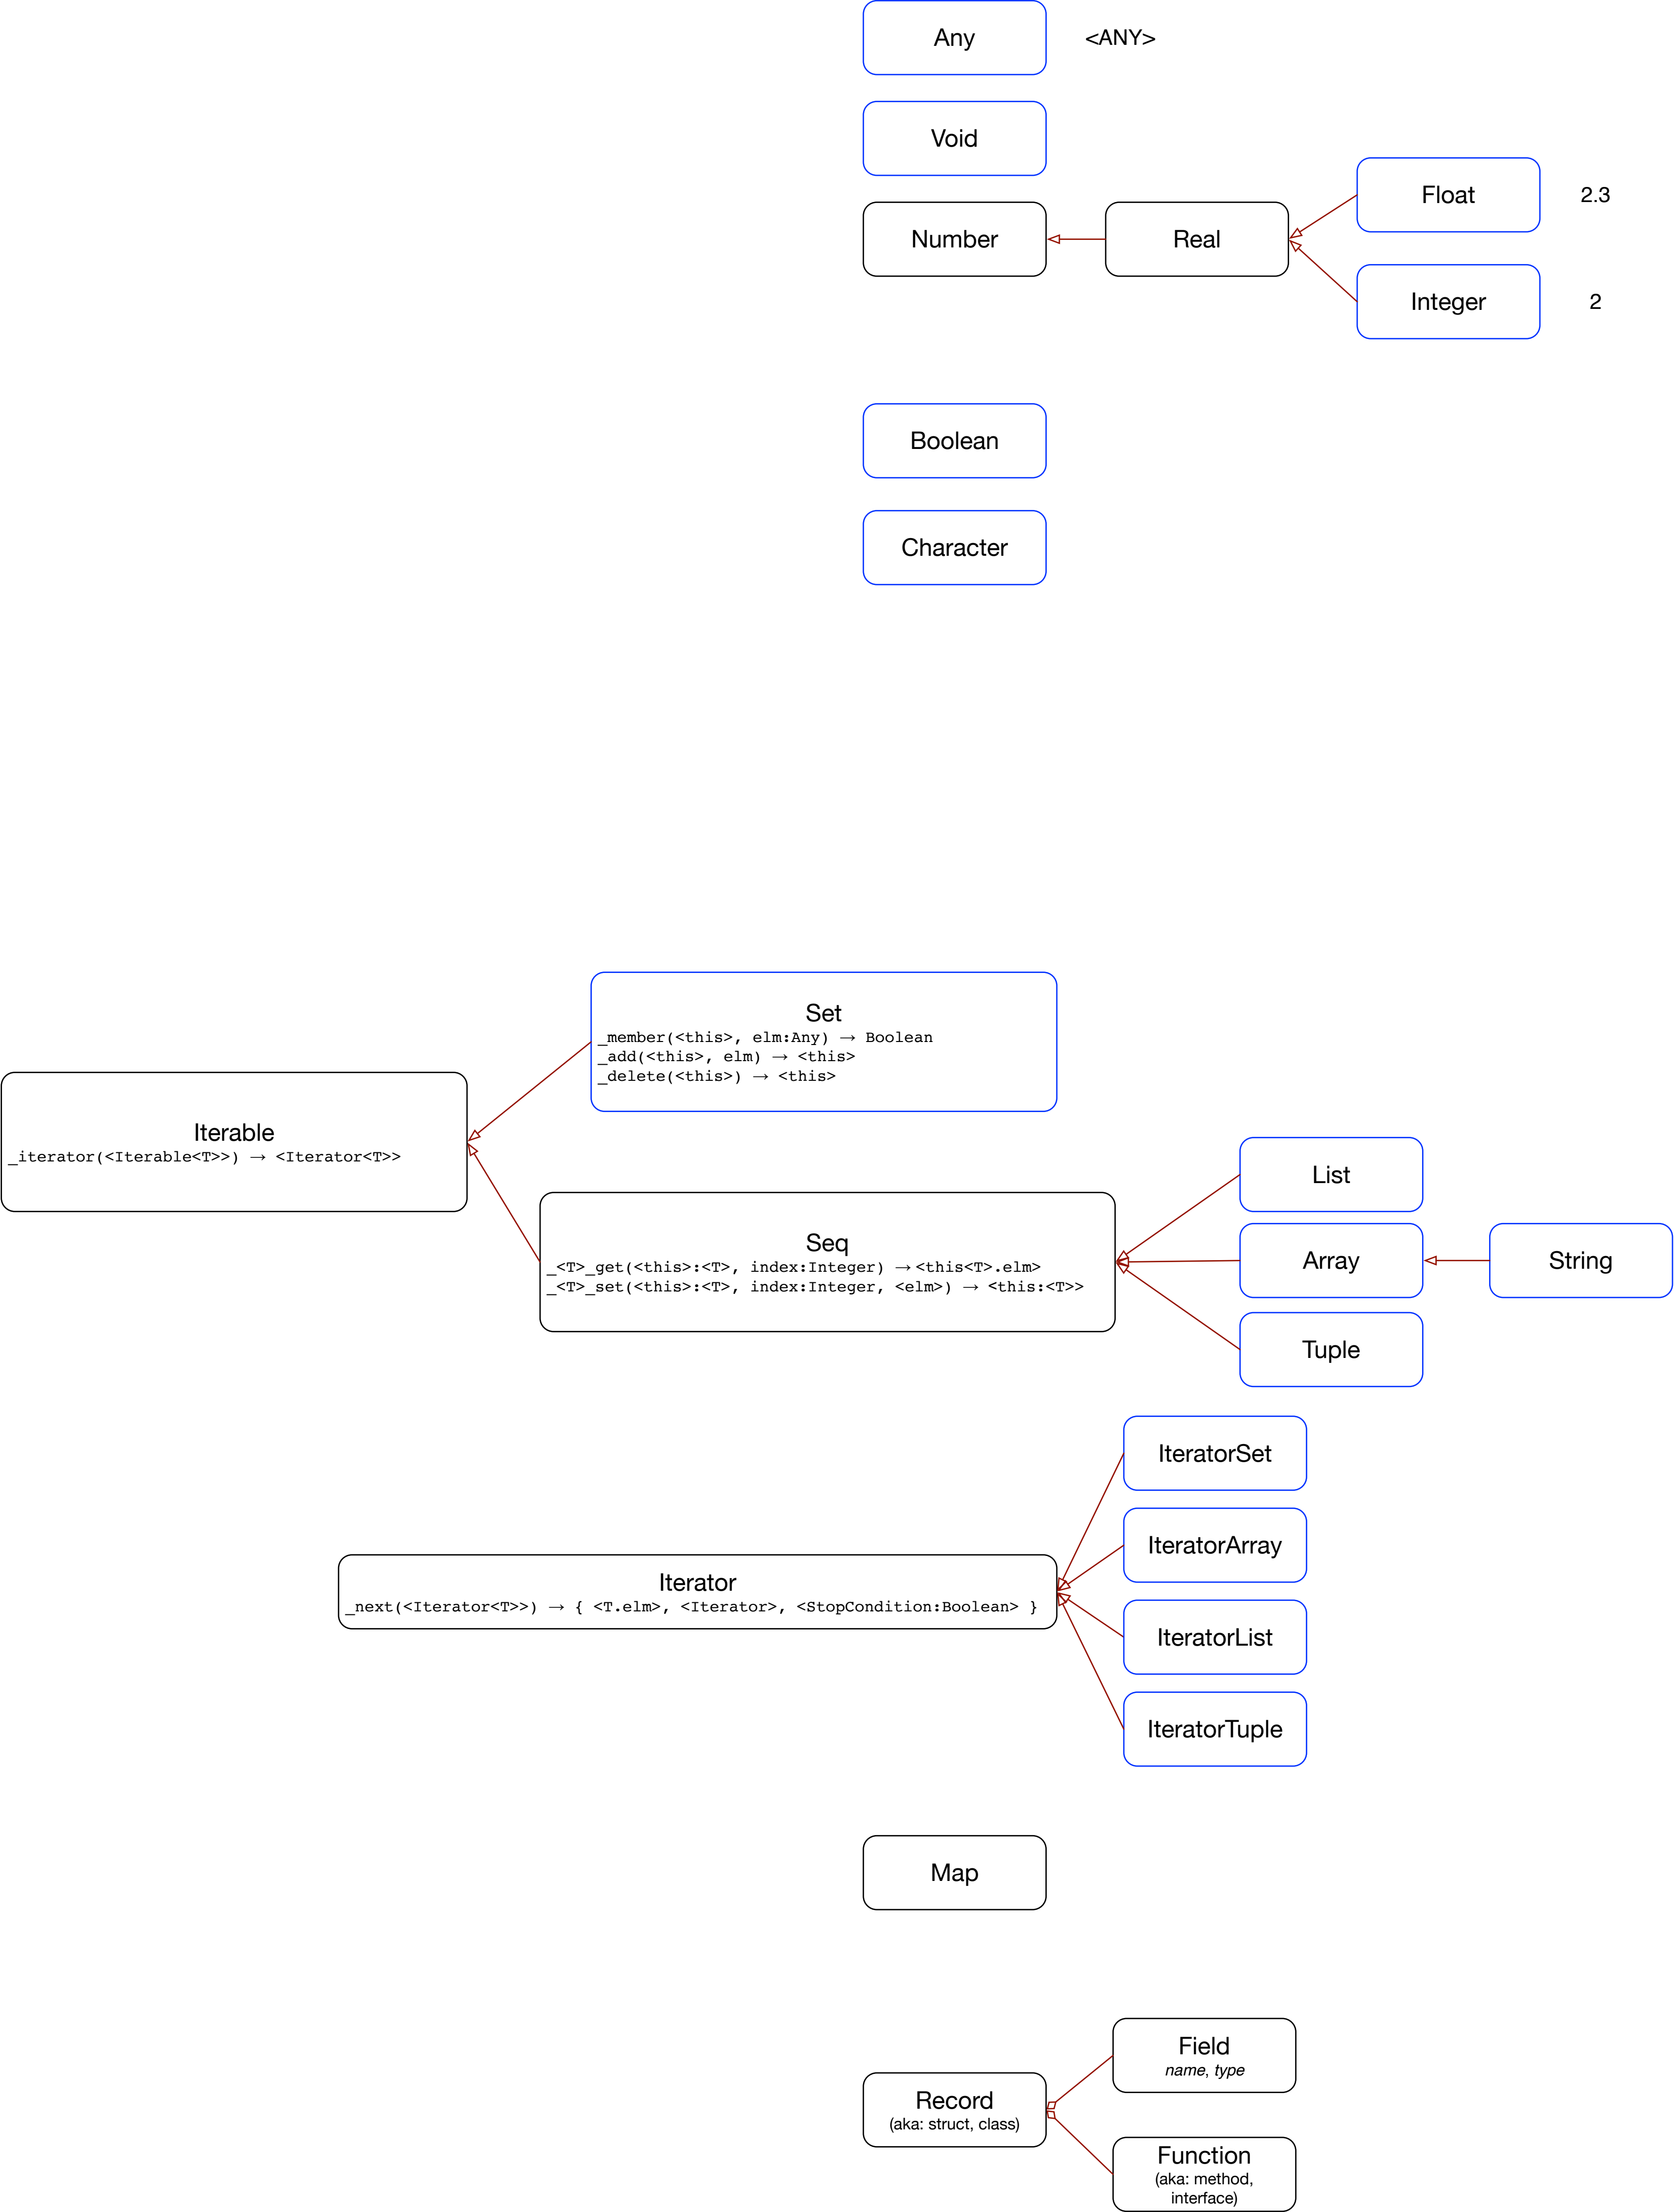 Any
<ANY>
Void
Float
2.3
Number
Real
Integer
2
Boolean
Character
Set
_member(<this>, elm:Any) → Boolean
_add(<this>, elm) → <this>
_delete(<this>) → <this>
Iterable
_iterator(<Iterable<T>>) → <Iterator<T>>
List
Seq
_<T>_get(<this>:<T>, index:Integer) → <this<T>.elm>
_<T>_set(<this>:<T>, index:Integer, <elm>) → <this:<T>>
Array
String
Tuple
IteratorSet
IteratorArray
Iterator
_next(<Iterator<T>>) → { <T.elm>, <Iterator>, <StopCondition:Boolean> }
IteratorList
IteratorTuple
Map
Field
name, type
Record
(aka: struct, class)
Function
(aka: method,
interface)